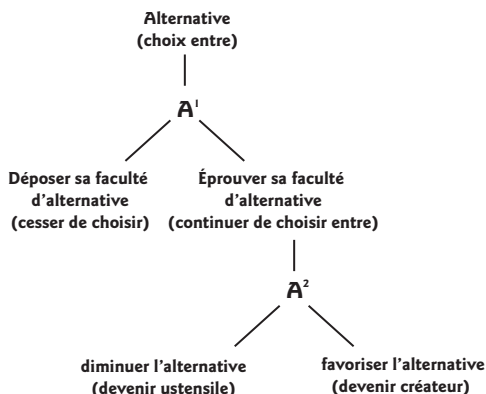 Alternative
(choix entre)
A¹
Déposer sa faculté
d'alternative
(cesser de choisir)
Éprouver sa faculté
d'alternative
(continuer de choisir entre)
A²
diminuer l'alternative
(devenir ustensile)
favoriser l'alternative
(devenir créateur)